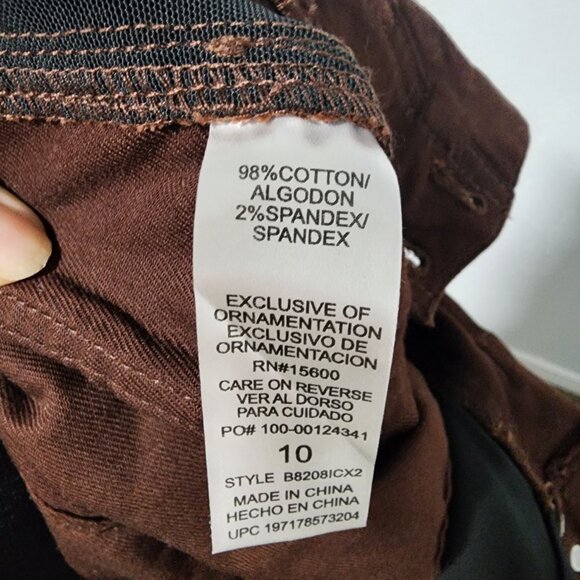 98%COTTON/
ALGODON
2%SPANDEX/
SPANDEX
EXCLUSIVE OF
ORNAMENTATION
EXCLUSIVO DE
ORNAMENTACION
RN#15600
CARE ON REVERSE
VER AL DORSO
PARA CUIDADO
PO# 100-00124341
10
STYLE B8208ICX2
MADE IN CHINA
HECHO EN CHINA
UPC 197178573204